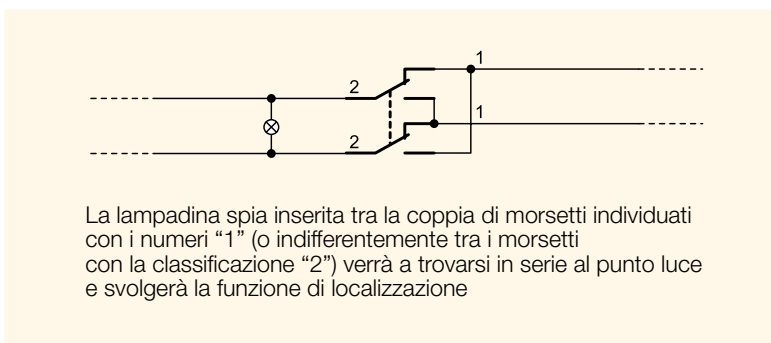 1
2
1
2
La lampadina spia inserita tra la coppia di morsetti individuati
con i numeri “1” (o indifferentemente tra i morsetti
con la classificazione “2”) verrà a trovarsi in serie al punto luce
e svolgerà la funzione di localizzazione